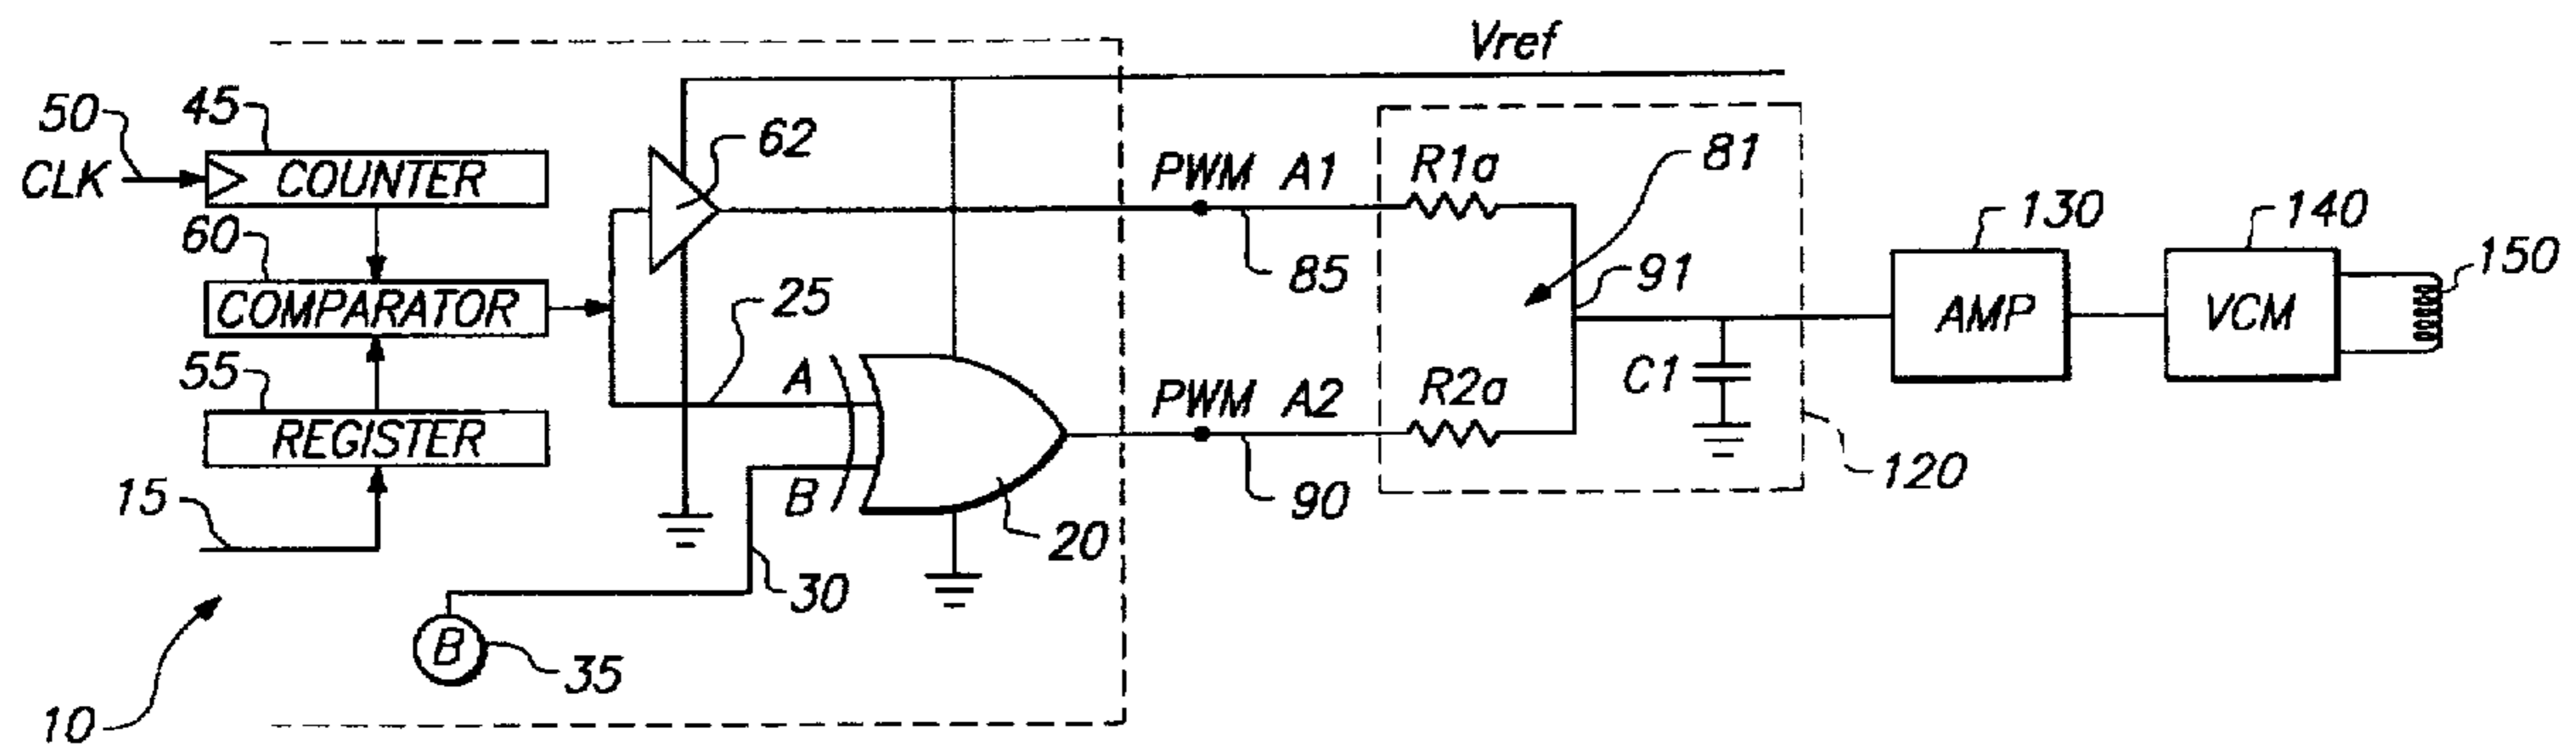 Vref
50
45
62
CLK
COUNTER
PWM A1
R1a
81
60
85
91
130
140
150
COMPARATOR
25
AMP
VCM
55
A
PWM A2
R2a
C1
REGISTER
15
B
90
120
20
30
B
35
10